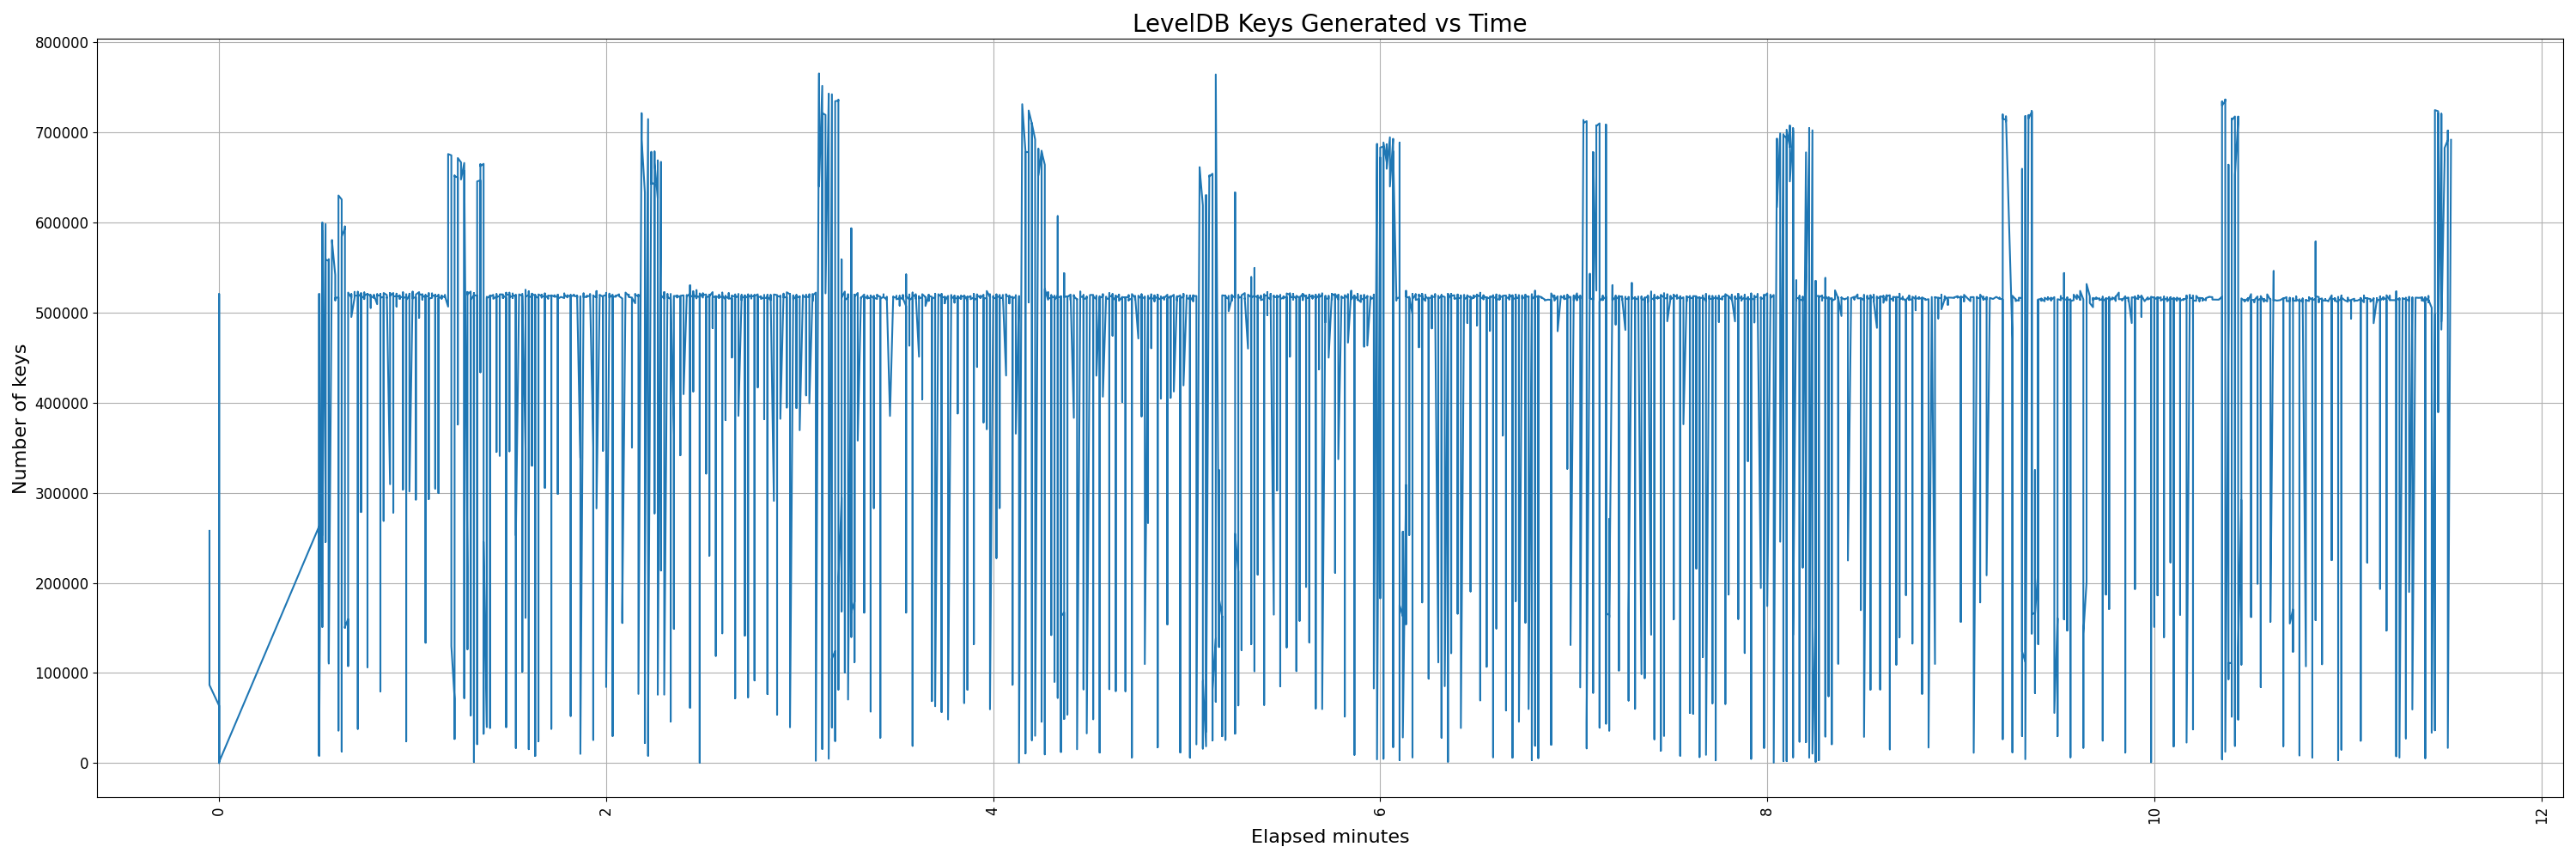 LevelDB Keys Generated vs Time
800000
700000
600000
500000
400000
300000
200000
100000
0
Number of keys
0 2 4 6 8 10 12
Elapsed minutes